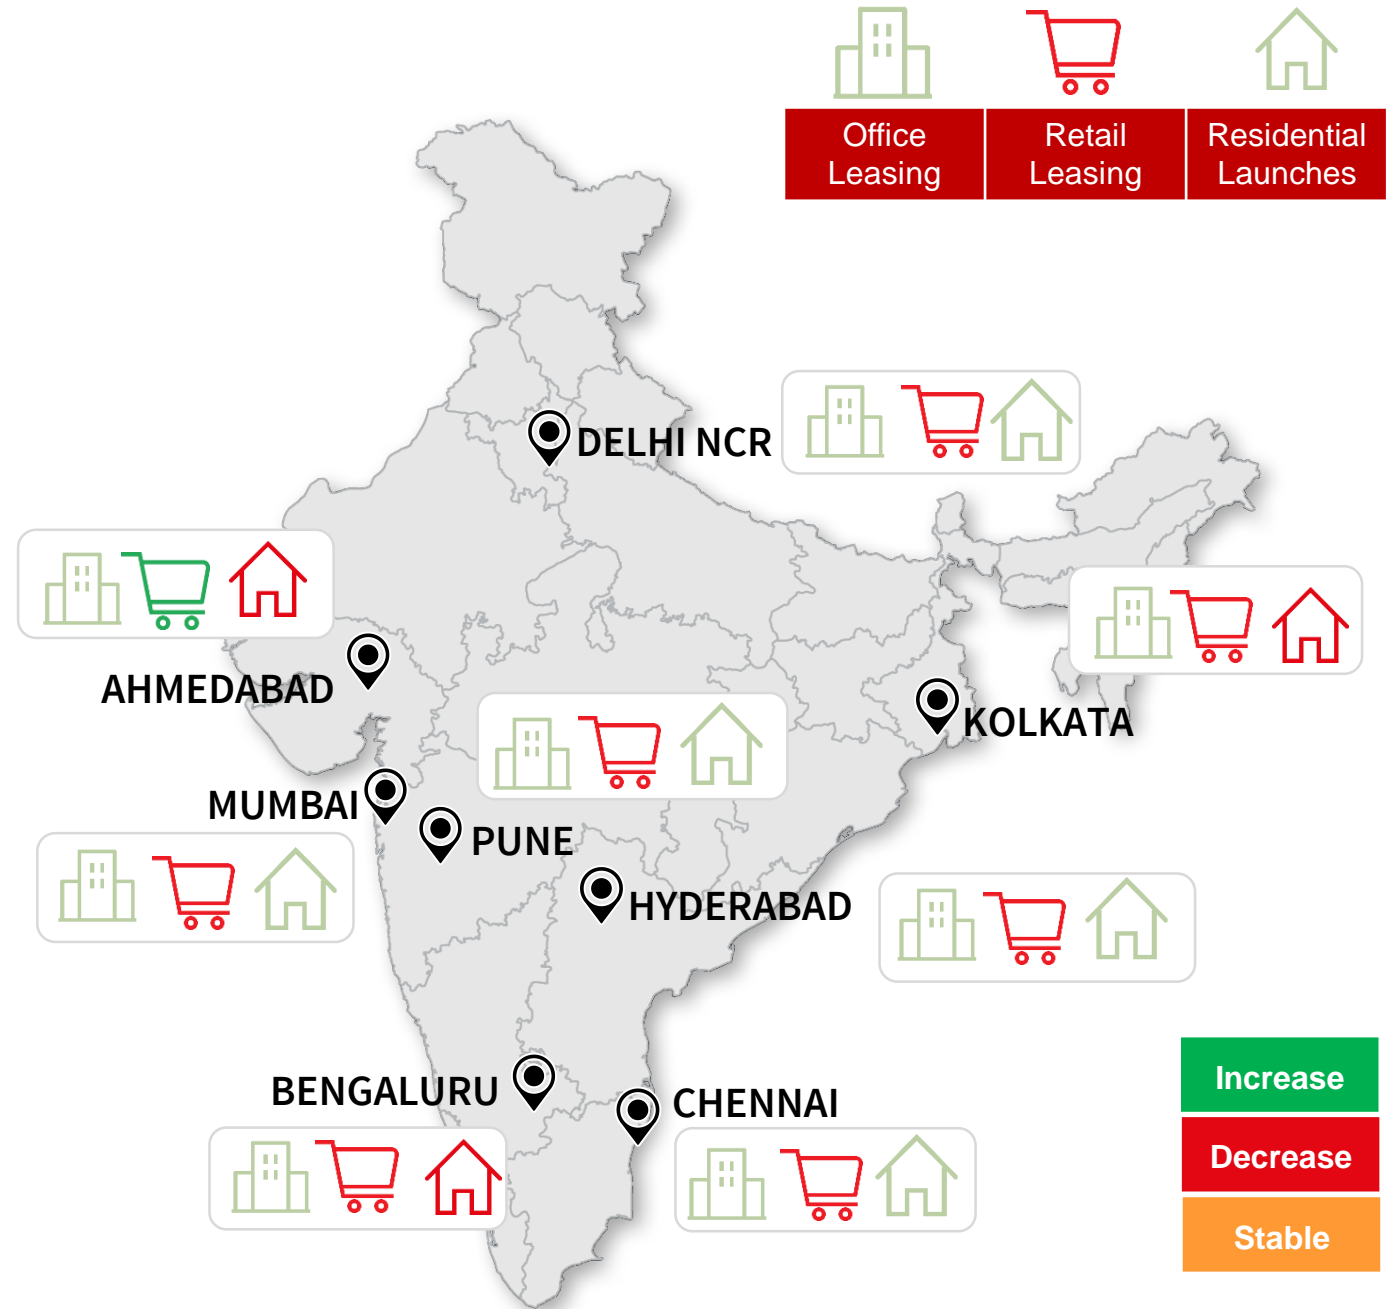 Office
Leasing
Retail
Leasing
Residential
Launches
DELHI NCR
AHMEDABAD
KOLKATA
MUMBAI
PUNE
HYDERABAD
BENGALURU
CHENNAI
Increase
Decrease
Stable